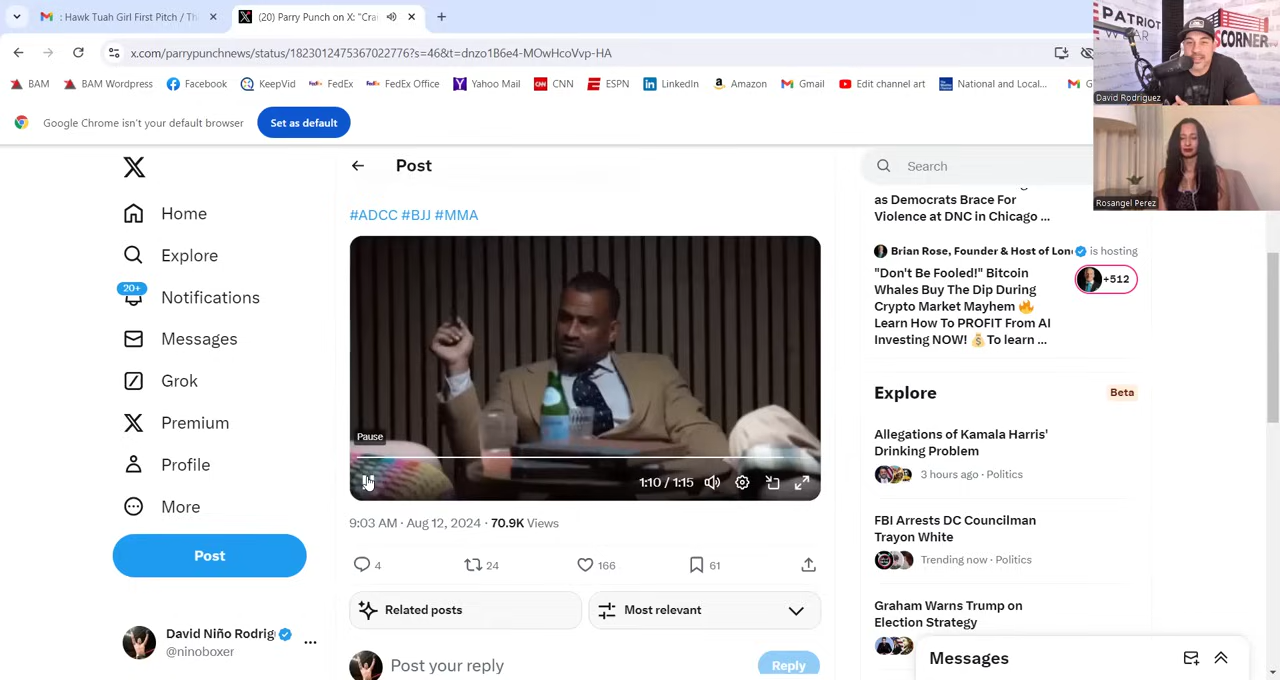 : Hawk Tuah Girl First Pitch / Th
(20) Parry Punch on X: "Cra
x.com/parrypunchnews/status/1823012475367022776?s=12&t=dnzo1z9xbs2MOwVvp-HA
BAM
BAM Wordpress
Facebook
KeepVid
FedEx
FedEx Office
Yahoo Mail
CNN
ESPN
LinkedIn
Amazon
Gmail
Edit channel art
National and Local...
G
Google Chrome isn't your default browser
Set as default
PATRIOT
WEAR
CORNER
David Rodriguez
Rosangel Perez
Home
Explore
20+
Notifications
Messages
Grok
Premium
Profile
More
Post
David Niño Rodrig
@ninoboxer
Post
#ADCC #BJJ #MMA
Pause
1:10 / 1:15
9:03 AM · Aug 12, 2024 · 70.9K Views
4
24
166
61
Related posts
Most relevant
Post your reply
Reply
Search
as Democrats Brace For
Violence at DNC in Chicago ...
Brian Rose, Founder & Host of Lon
is hosting
"Don't Be Fooled!" Bitcoin
Whales Buy The Dip During
Crypto Market Mayhem 🔥
Learn How To PROFIT From AI
Investing NOW! 💰To learn ...
+512
Explore
Beta
Allegations of Kamala Harris'
Drinking Problem
3 hours ago · Politics
FBI Arrests DC Councilman
Trayon White
Trending now · Politics
Graham Warns Trump on
Election Strategy
Messages